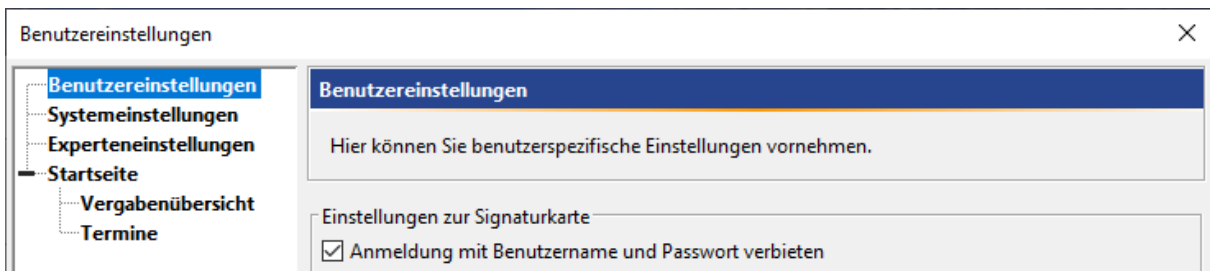 Benutzereinstellungen
Benutzereinstellungen
Systemeinstellungen
Experteneinstellungen
Startseite
Vergabenübersicht
Termine
Benutzereinstellungen
Hier können Sie benutzerspezifische Einstellungen vornehmen.
Einstellungen zur Signaturkarte
Anmeldung mit Benutzername und Passwort verbieten